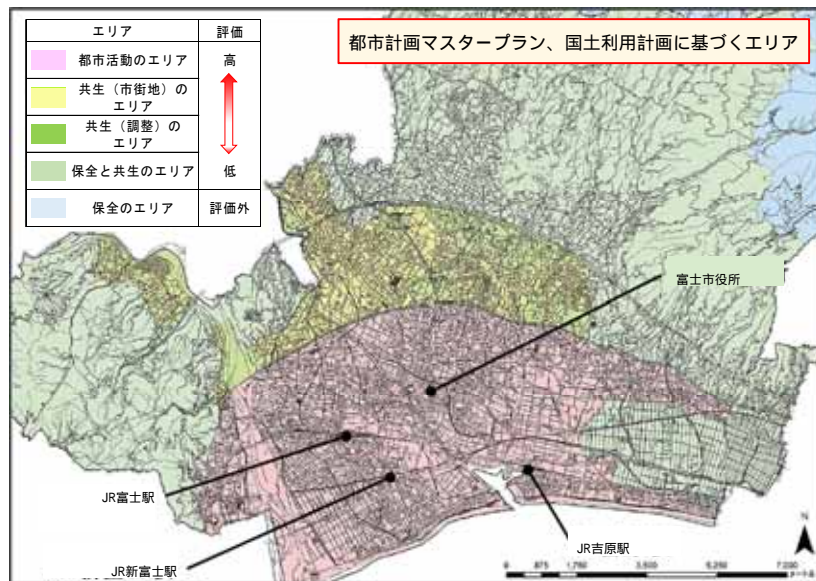 都市計画マスタープラン、国土利用計画に基づくエリア
エリア 評価
都市活動のエリア 高
共生（市街地）の
エリア
共生（調整）の
エリア
保全と共生のエリア 低
保全のエリア 評価外
富士市役所
JR富士駅
JR新富士駅
JR吉原駅
N
0 875 1,750 3,500 5,250 7,000
メートル